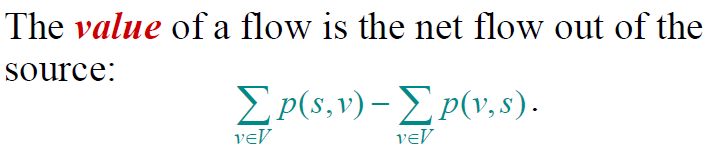 The value of a flow is the net flow out of the
source:
∑ p(s,v) − ∑ p(v,s).
v∈V v∈V